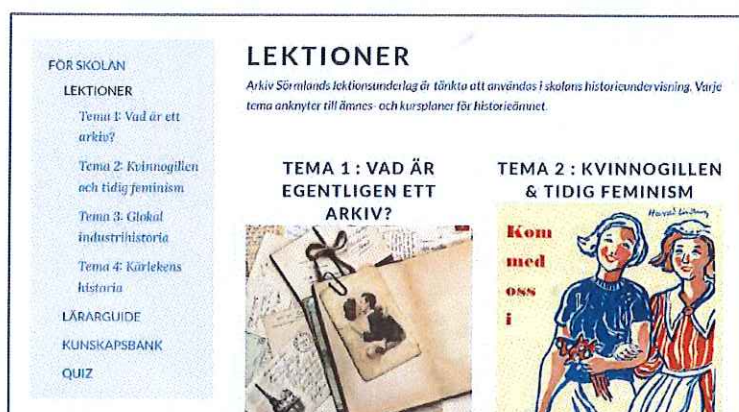 FÖR SKOLAN
LEKTIONER
Tema 1: Vad är ett
arkiv?
Tema 2: Kvinnogillen
och tidig feminism
Tema 3: Glokal
industrihistoria
Tema 4: Kärlekens
historia
LÄRARGUIDE
KUNSKAPSBANK
QUIZ
LEKTIONER
Arkiv Sörmlands lektionsunderlag är tänkta att användas i skolans historieundervisning. Varje
tema anknyter till ämnes- och kursplaner för historieämnet.
TEMA 1 : VAD ÄR
EGENTLIGEN ETT
ARKIV?
TEMA 2 : KVINNOGILLEN
& TIDIG FEMINISM
Kom
med
oss
i